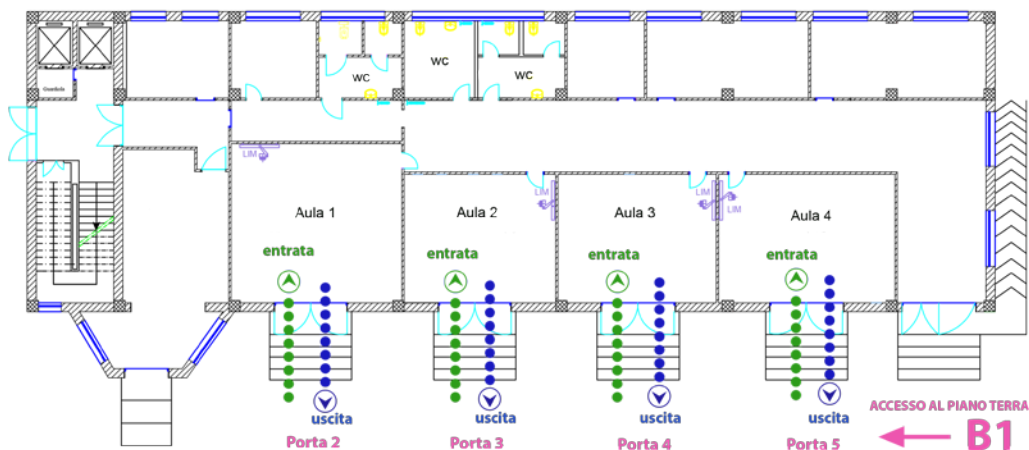 wc
wc
wc
Guardiola
LIM
LIM
LIM
LIM
Aula 1
Aula 2
Aula 3
Aula 4
entrata
entrata
entrata
entrata
uscita
uscita
uscita
uscita
Porta 2
Porta 3
Porta 4
Porta 5
ACCESSO AL PIANO TERRA
B1